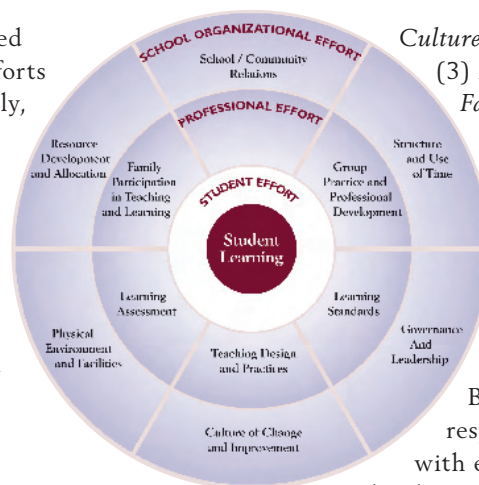 ed
forts
ly,
Culture
(3)
Fa
SCHOOL ORGANIZATIONAL EFFORT
School / Community
Relations
PROFESSIONAL EFFORT
Resource
Development
and Allocation
Family
Participation
in Teaching
and Learning
Group
Practice and
Professional
Development
Structure
and Use
of Time
STUDENT EFFORT
Student
Learning
Learning
Assessment
Learning
Standards
Physical
Environment
and Facilities
Governance
And
Leadership
Teaching Design
and Practices
Culture of Change
and Improvement
B
res
with e